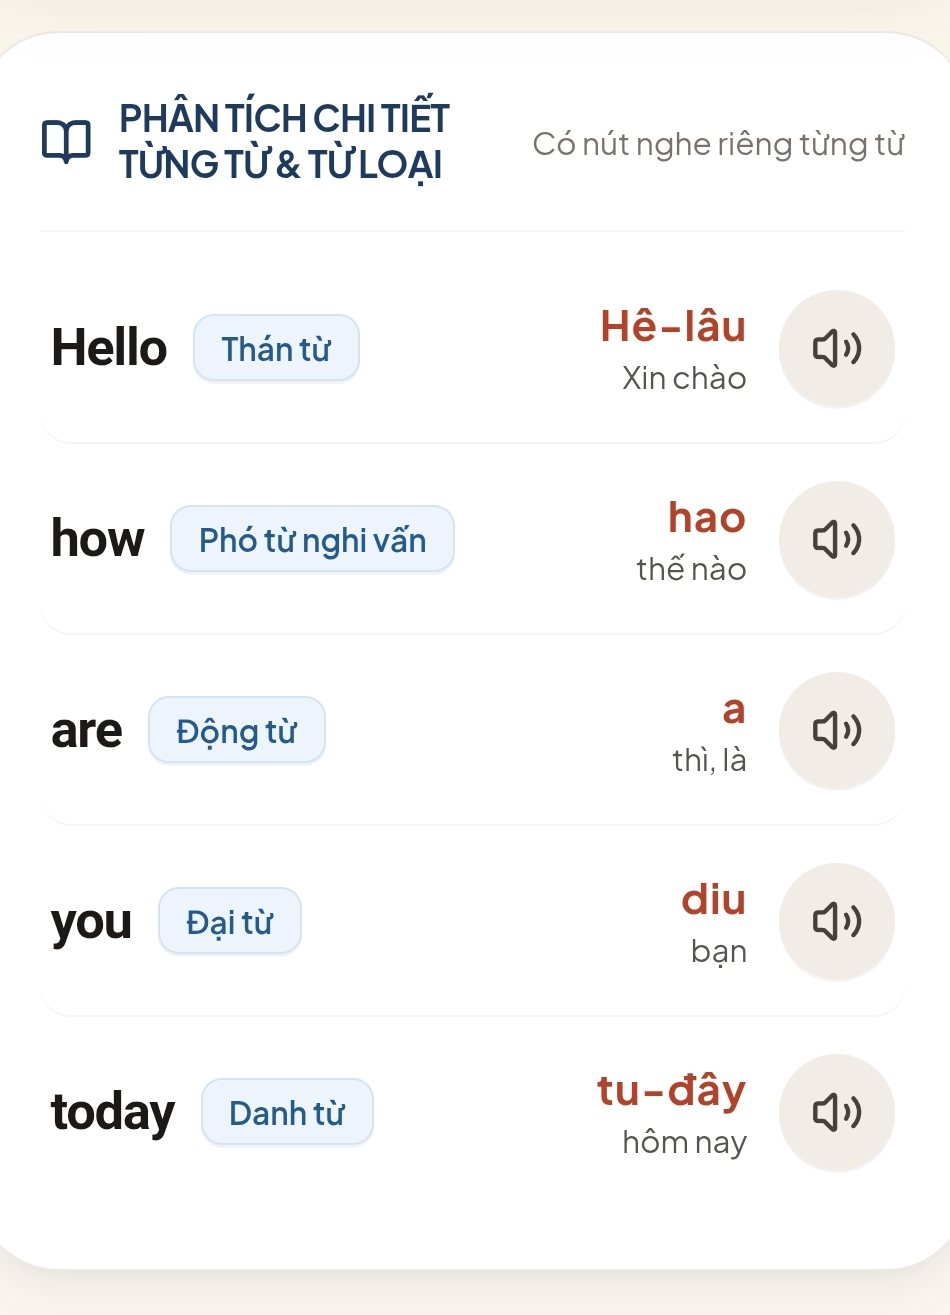 PHÂN TÍCH CHI TIẾT
TỪNG TỪ & TỪ LOẠI
Có nút nghe riêng từng từ
Hello Thán từ Hê-lâu
Xin chào
how Phó từ nghi vấn hao
thế nào
are Động từ a
thì, là
you Đại từ diu
bạn
today Danh từ tu-đây
hôm nay